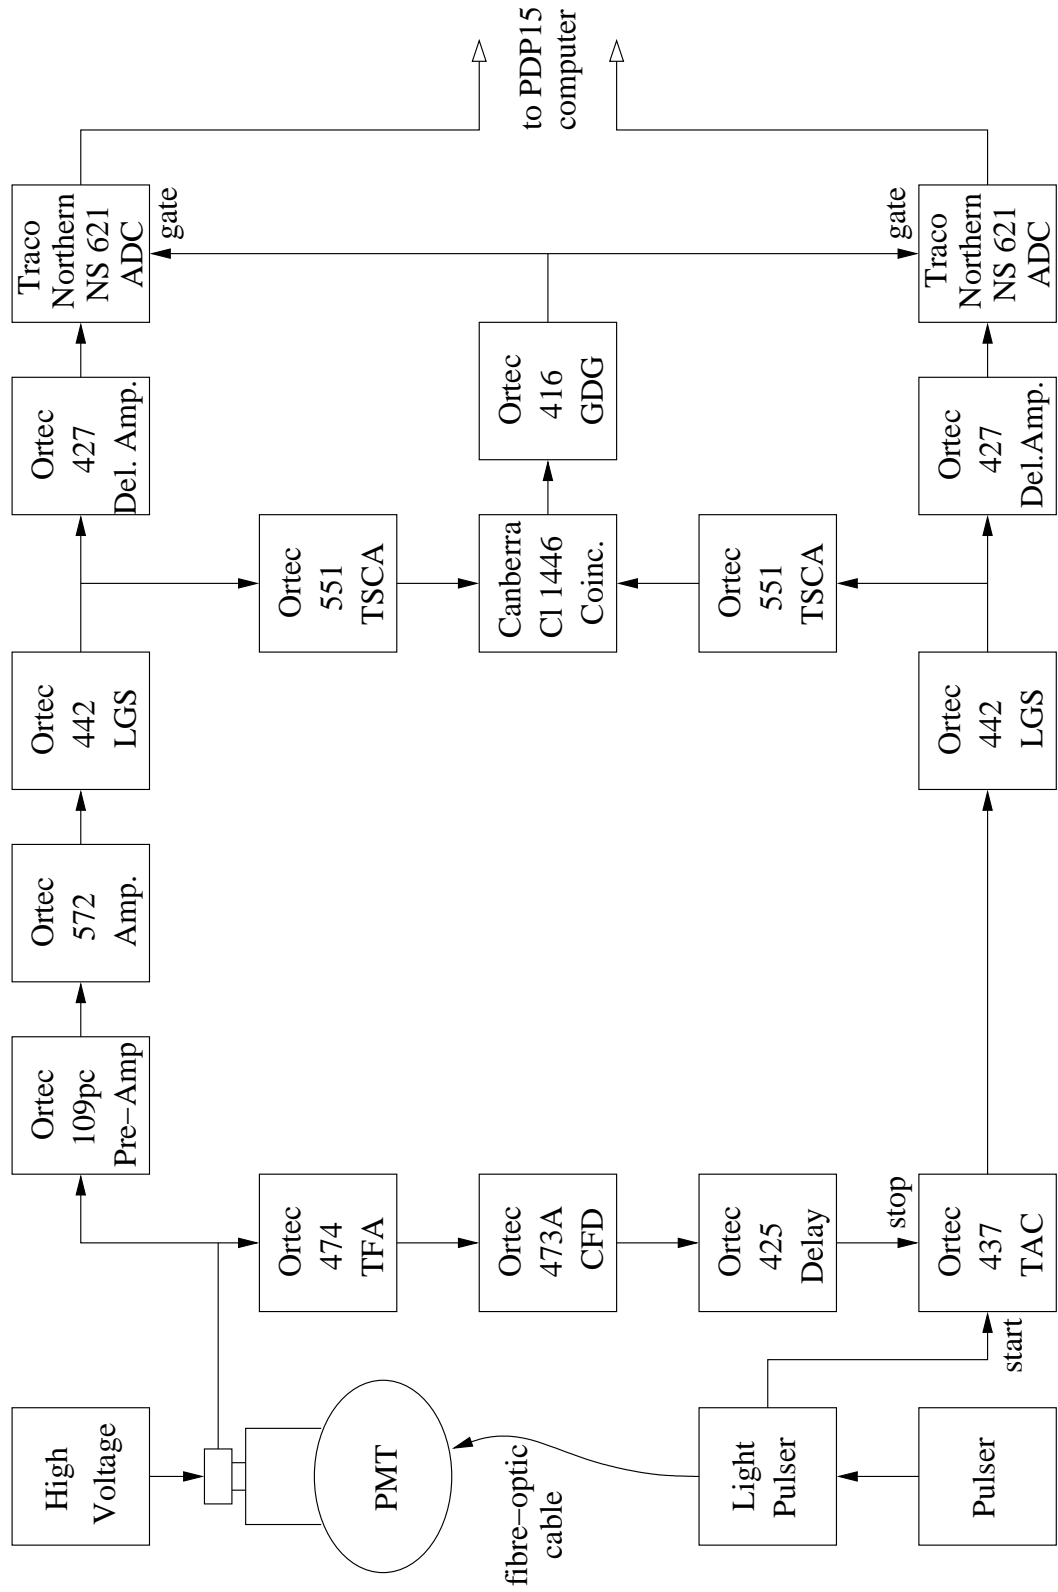 High
Voltage
PMT
fibre–optic
cable
Light
Pulser
Pulser
Ortec
109pc
Pre–Amp
Ortec
474
TFA
Ortec
473A
CFD
Ortec
425
Delay
stop
Ortec
437
TAC
start
Ortec
572
Amp.
Ortec
442
LGS
Ortec
442
LGS
Ortec
427
Del. Amp.
Ortec
551
TSCA
Canberra
Cl 1446
Coinc.
Ortec
551
TSCA
Ortec
427
Del.Amp.
Ortec
416
GDG
Traco
Northern
NS 621
ADC
gate
gate
Traco
Northern
NS 621
ADC
to PDP15
computer